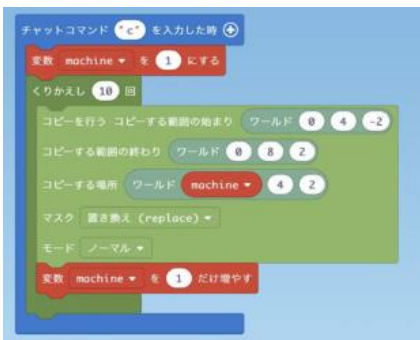 チャットコマンド "c" を入力した時
変数 machine を 1 にする
くりかえし 10 回
コピーを行う コピーする範囲の始まり ワールド 0 4 -2
コピーする範囲の終わり ワールド 0 8 2
コピーする場所 ワールド machine 4 2
マスク 置き換え (replace)
モード ノーマル
変数 machine を 1 だけ増やす